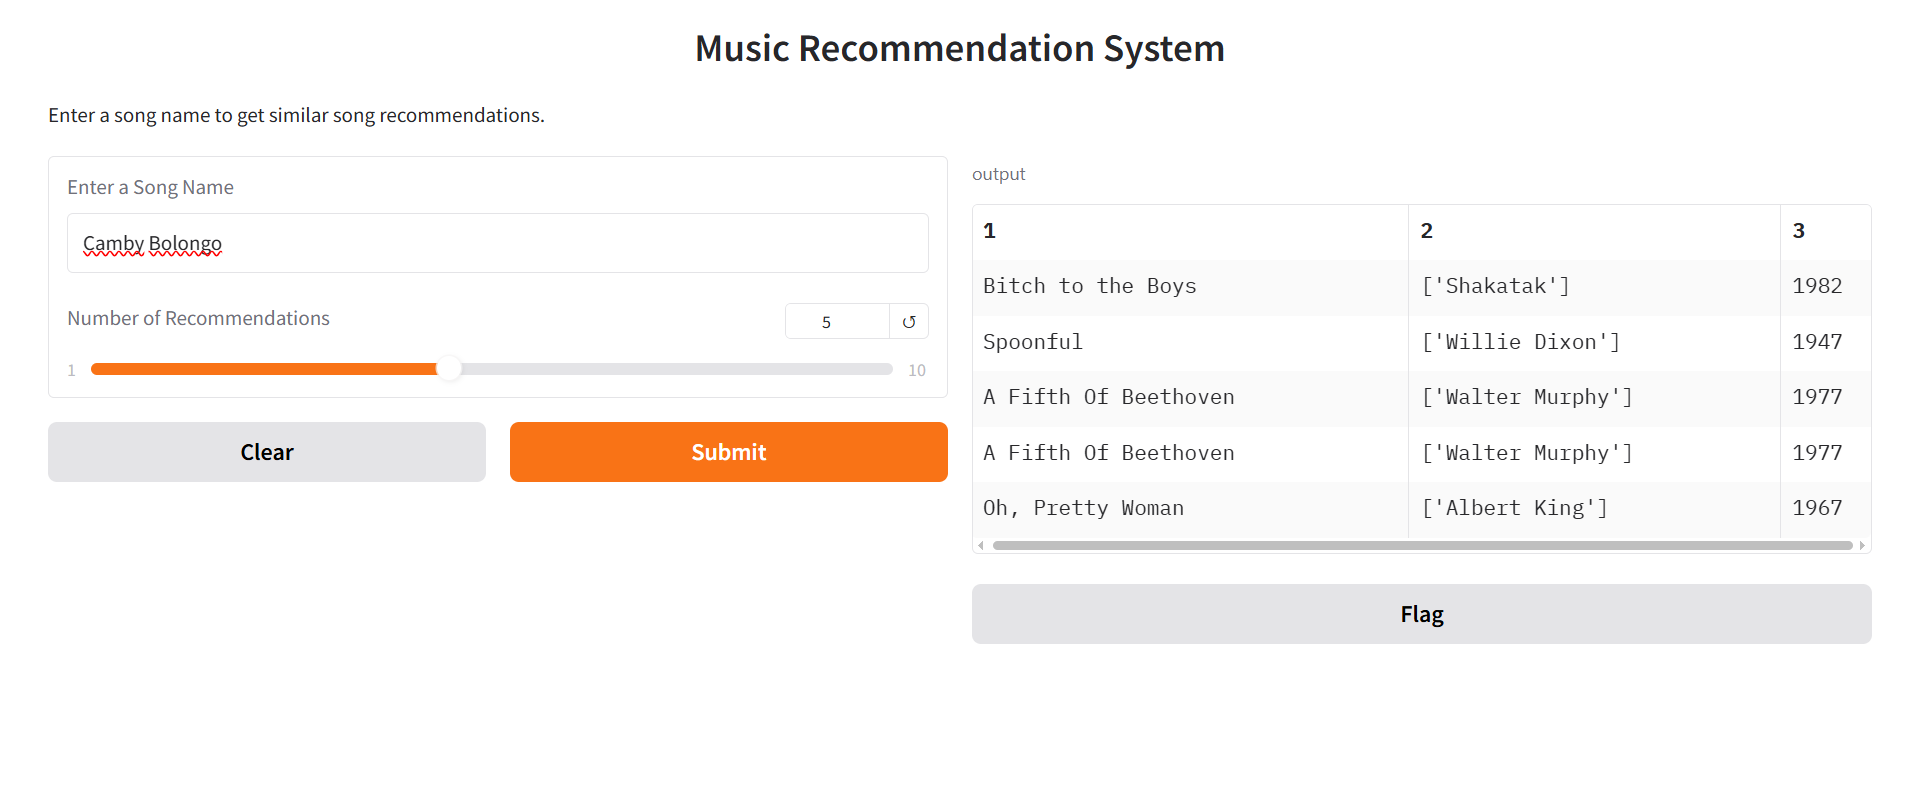 Music Recommendation System
Enter a song name to get similar song recommendations.
Enter a Song Name
Camby Bolongo
Number of Recommendations
5
1
10
Clear
Submit
output
1 2 3
Bitch to the Boys ['Shakatak'] 1982
Spoonful ['Willie Dixon'] 1947
A Fifth Of Beethoven ['Walter Murphy'] 1977
A Fifth Of Beethoven ['Walter Murphy'] 1977
Oh, Pretty Woman ['Albert King'] 1967
Flag